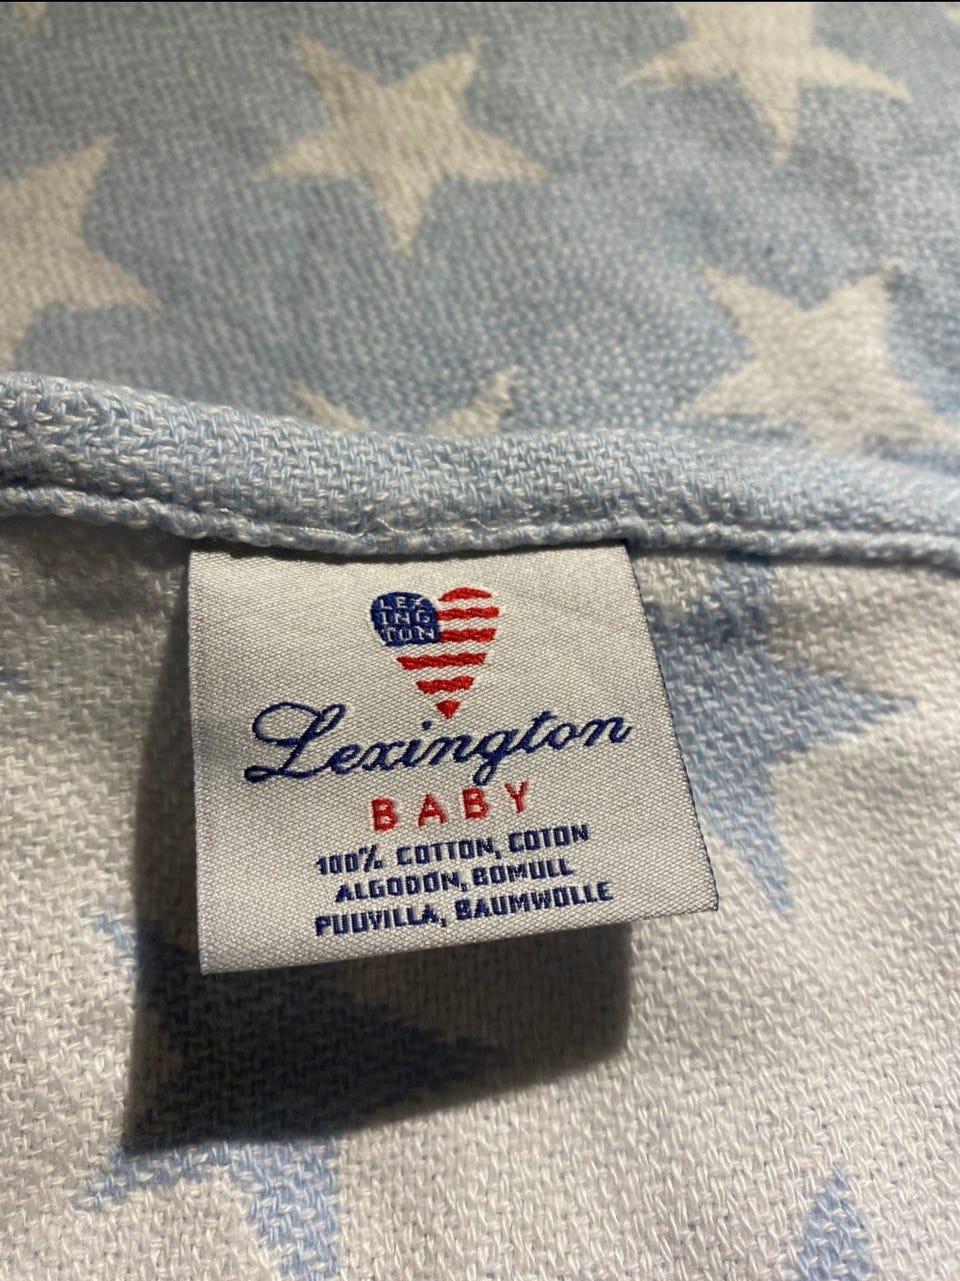 LEX
ING
TON
Lexington
BABY
100% COTTON, COTON
ALGODON, BOMULL
PUUVILLA, BAUMWOLLE